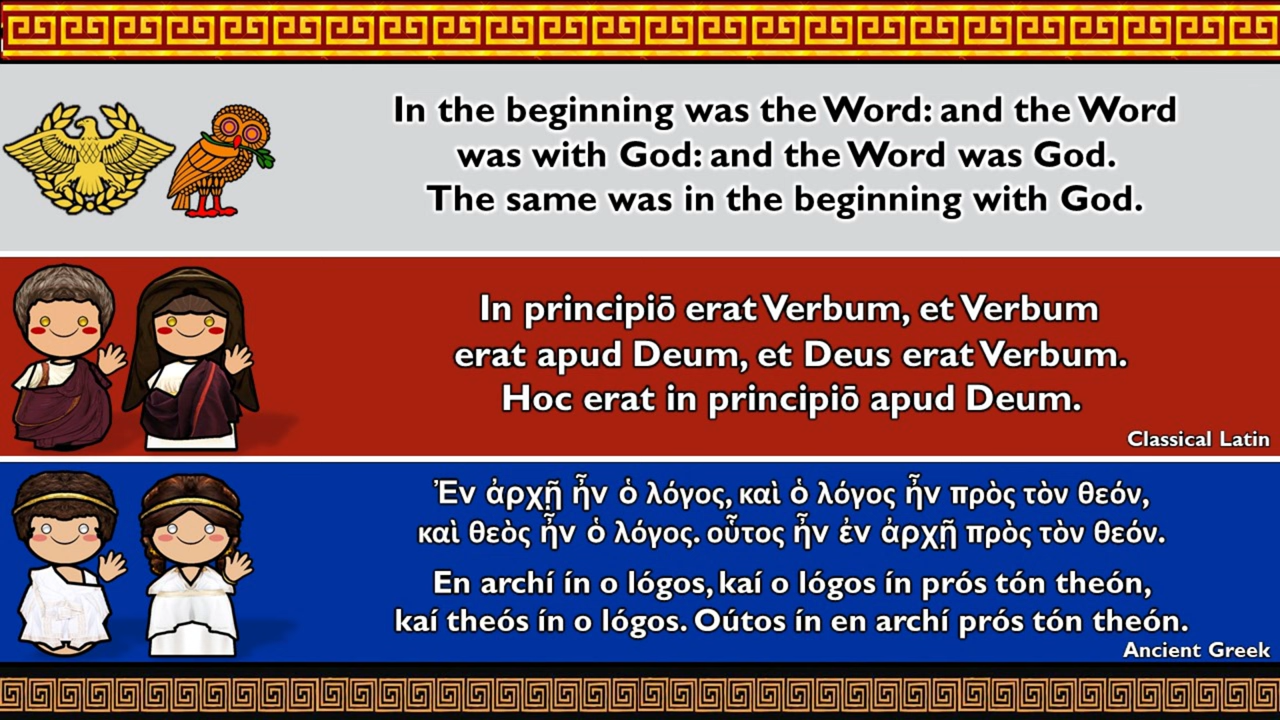 In the beginning was the Word: and the Word
was with God: and the Word was God.
The same was in the beginning with God.
In principiō erat Verbum, et Verbum
erat apud Deum, et Deus erat Verbum.
Hoc erat in principiō apud Deum.
Classical Latin
Ἐν ἀρχῇ ἦν ὁ λόγος, καὶ ὁ λόγος ἦν πρὸς τὸν θεόν,
καὶ θεὸς ἦν ὁ λόγος. οὗτος ἦν ἐν ἀρχῇ πρὸς τὸν θεόν.
En archí ín o lógos, kaí o lógos ín prós tón theón,
kaí theós ín o lógos. Oútos ín en archí prós tón theón.
Ancient Greek